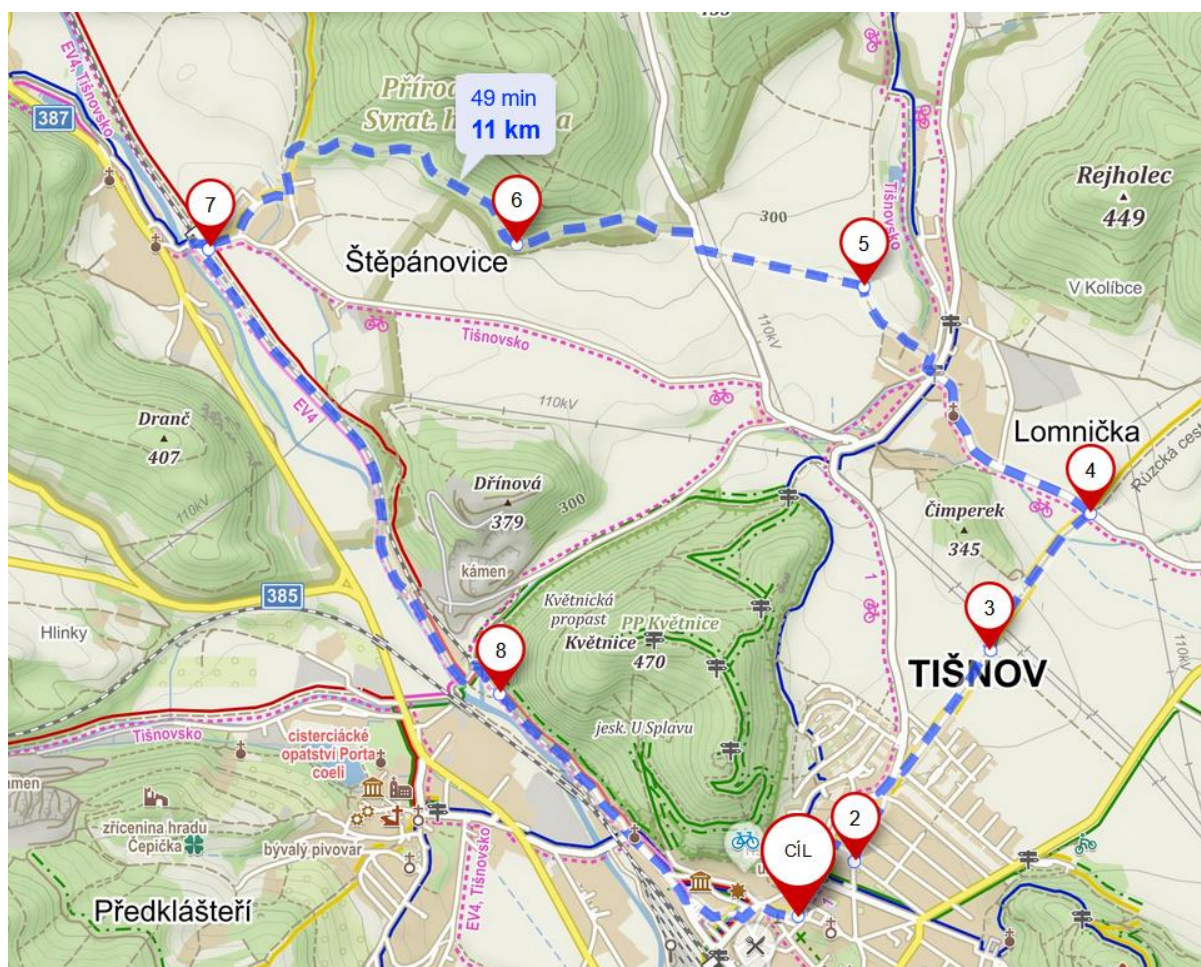 387
EV4, Tišnovsko
49 min
11 km
Svrat.
Tišnovsko
300
Rejholec
449
V Kolíbce
7
6
5
Štěpánovice
Tišnovsko
110kV
EV4
110kV
Dranč
407
110kV
Lomnička
4
Růzcká
Dřínová
379
300
Čimperek
345
kámen
1
385
Hlinky
Květnická
propast
PP Květnice
Květnice
470
3
110kV
8
TIŠNOV
Tišnovsko
cisterciácké
opatství Porta
coeli
jesk. U Splavu
zřícenina hradu
Čepička
bývalý pivovar
EV4, Tišnovsko
2
CÍL
1
Předklášteří